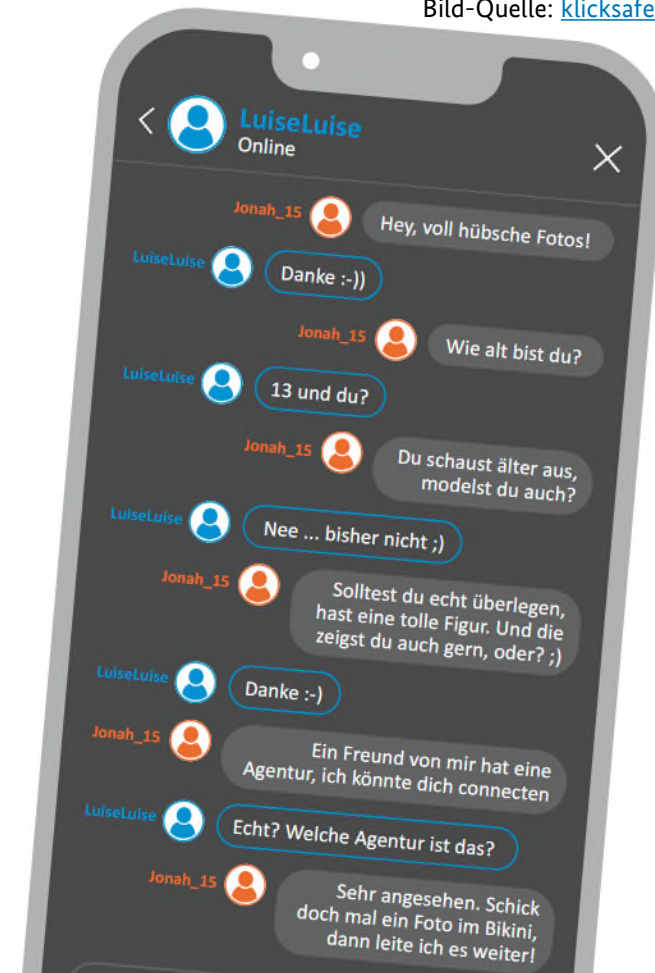 Bild-Quelle: klicksafe
LuiseLuise
Online
Jonah_15
Hey, voll hübsche Fotos!
LuiseLuise
Danke :-))
Jonah_15
Wie alt bist du?
LuiseLuise
13 und du?
Jonah_15
Du schaust älter aus,
modelst du auch?
LuiseLuise
Nee ... bisher nicht ;)
Jonah_15
Solltest du echt überlegen,
hast eine tolle Figur. Und die
zeigst du auch gern, oder? ;)
LuiseLuise
Danke :-)
Jonah_15
Ein Freund von mir hat eine
Agentur, ich könnte dich connecten
LuiseLuise
Echt? Welche Agentur ist das?
Jonah_15
Sehr angesehen. Schick
doch mal ein Foto im Bikini,
dann leite ich es weiter!